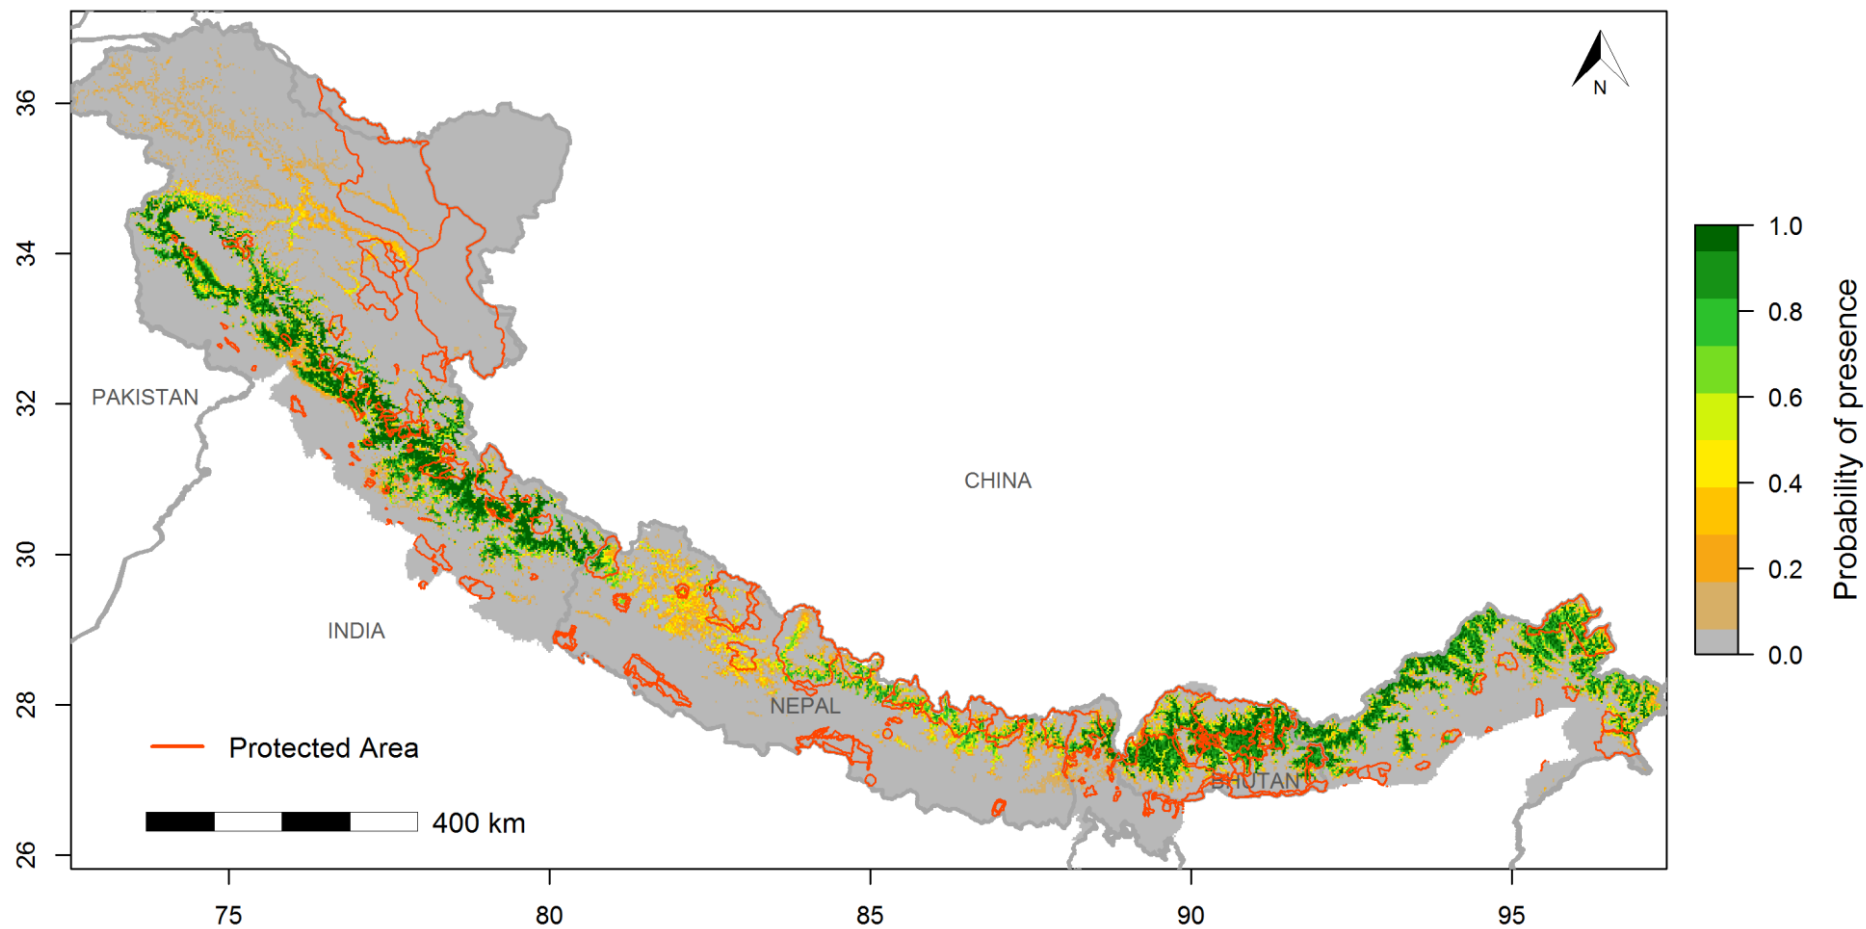 N
36
34
32
30
28
26
PAKISTAN
CHINA
INDIA
NEPAL
BHUTAN
Protected Area
400 km
75
80
85
90
95
1.0
0.8
0.6
0.4
0.2
0.0
Probability of presence